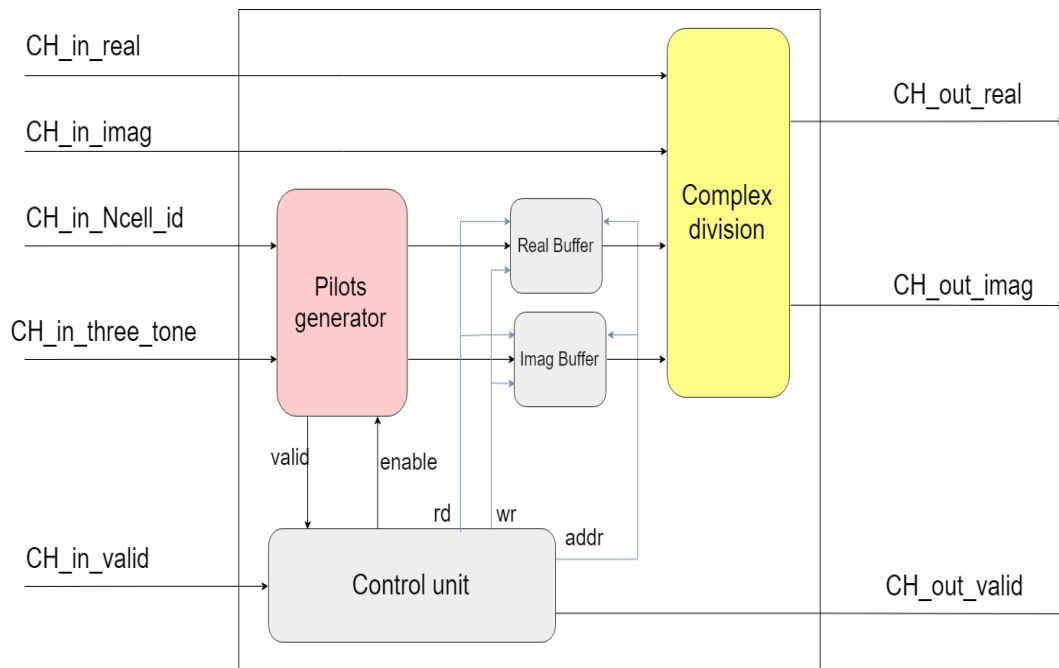 CH_in_real
CH_out_real
CH_in_imag
CH_in_Ncell_id
Complex
division
Real Buffer
Pilots
generator
CH_out_imag
CH_in_three_tone
Imag Buffer
valid
enable
rd
wr
addr
CH_in_valid
Control unit
CH_out_valid